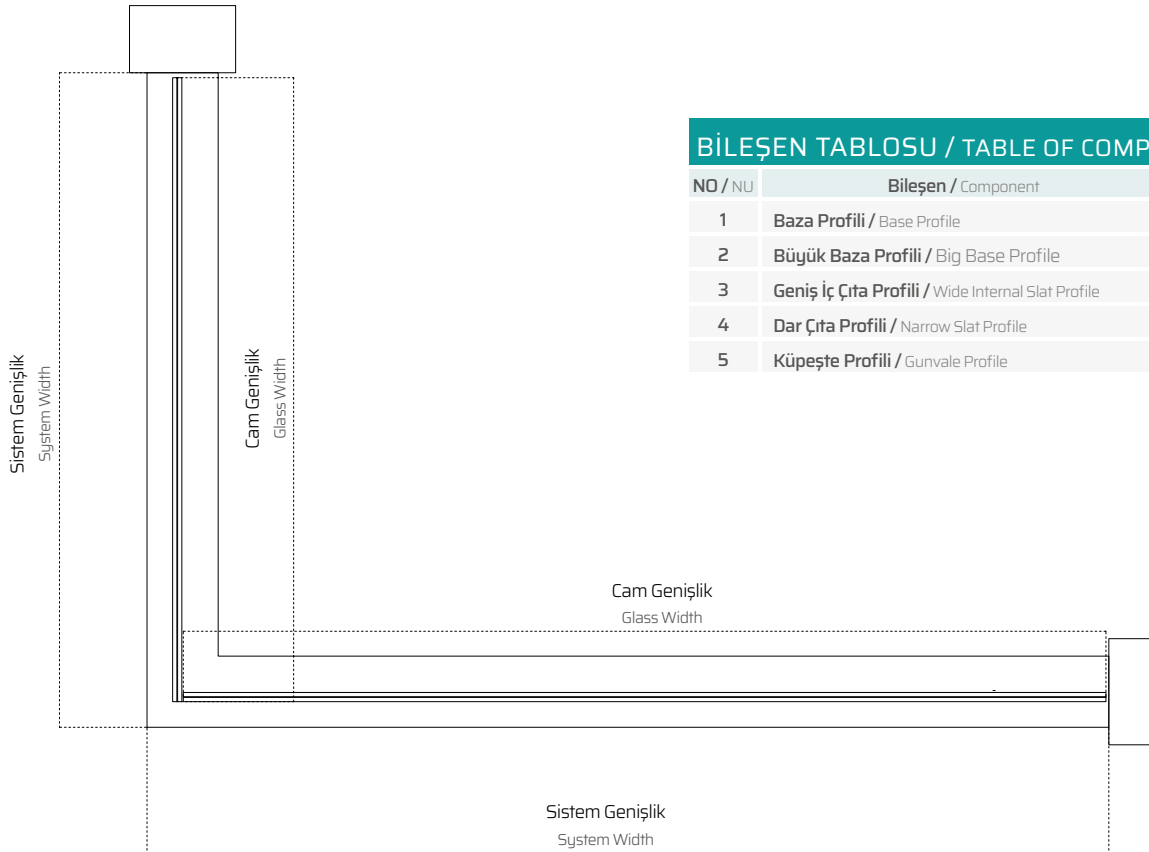 BİLEŞEN TABLOSU / TABLE OF COMP
NO / NU Bileşen / Component
1 Baza Profili / Base Profile
2 Büyük Baza Profili / Big Base Profile
3 Geniş İç Çıta Profili / Wide Internal Slat Profile
4 Dar Çıta Profili / Narrow Slat Profile
5 Küpeşte Profili / Gunvale Profile
Sistem Genişlik
System Width
Cam Genişlik
Glass Width
Cam Genişlik
Glass Width
Sistem Genişlik
System Width